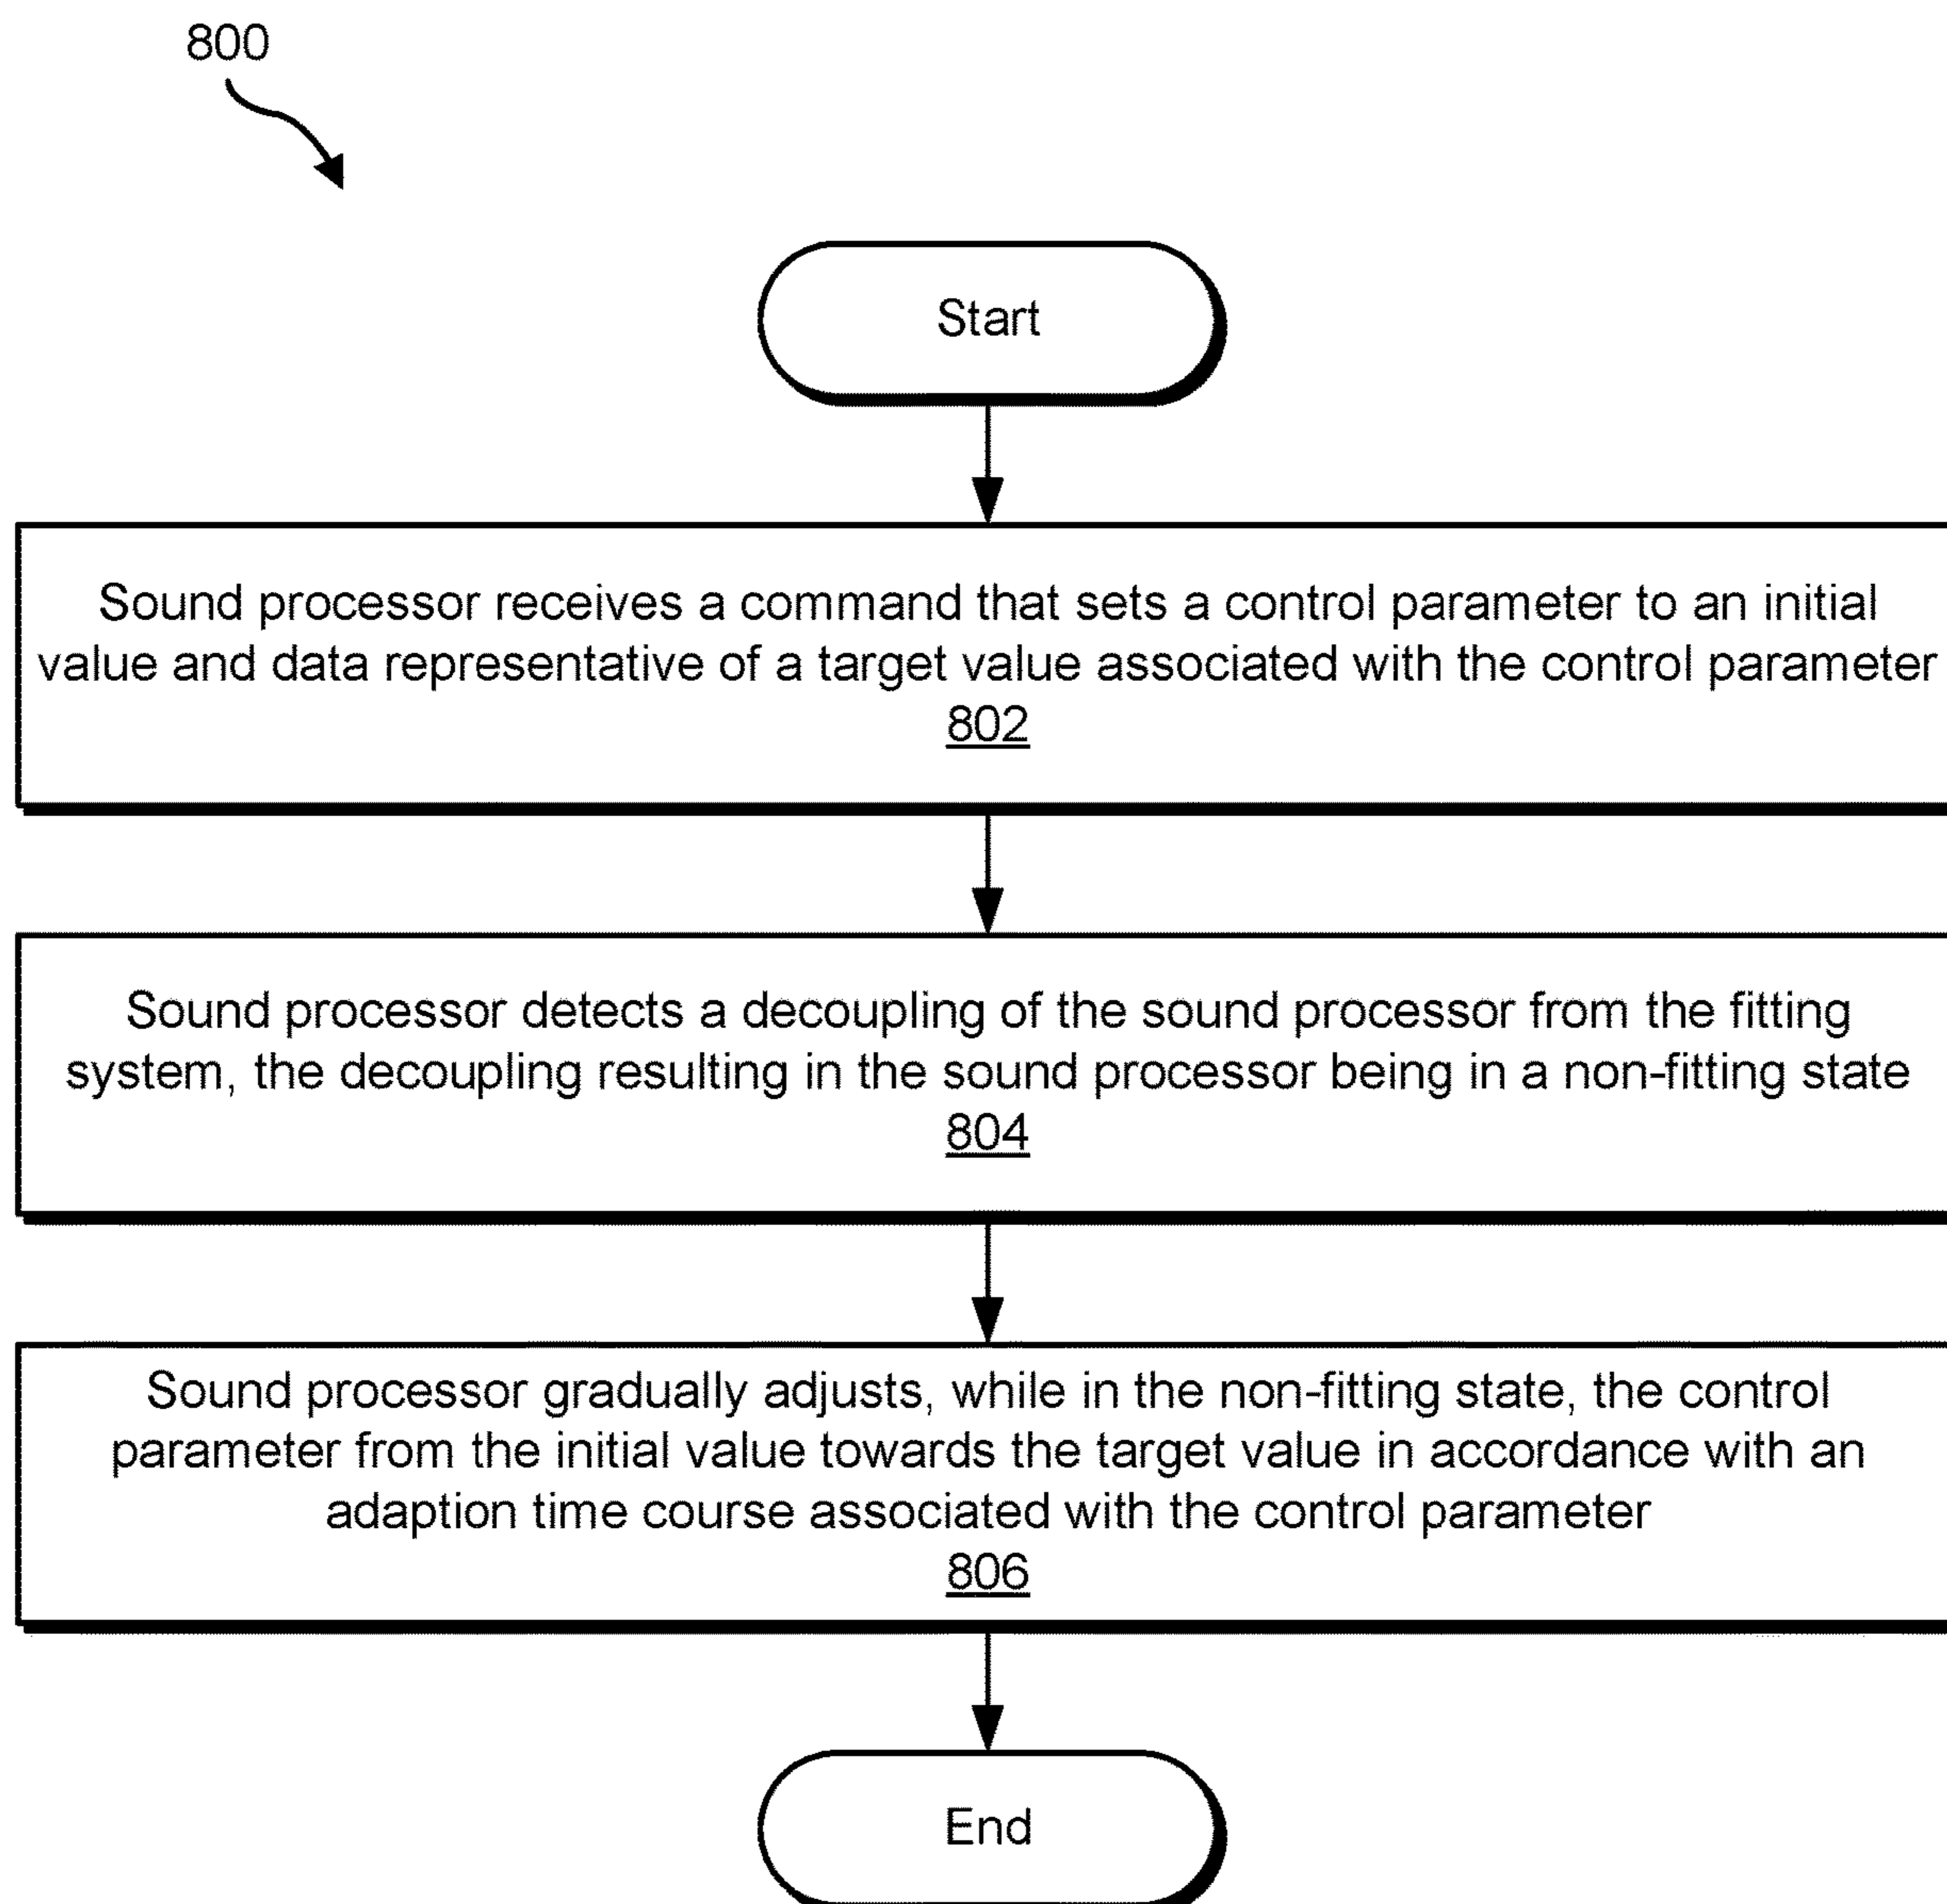 800
Start
Sound processor receives a command that sets a control parameter to an initial
value and data representative of a target value associated with the control parameter
802
Sound processor detects a decoupling of the sound processor from the fitting
system, the decoupling resulting in the sound processor being in a non-fitting state
804
Sound processor gradually adjusts, while in the non-fitting state, the control
parameter from the initial value towards the target value in accordance with an
adaption time course associated with the control parameter
806
End